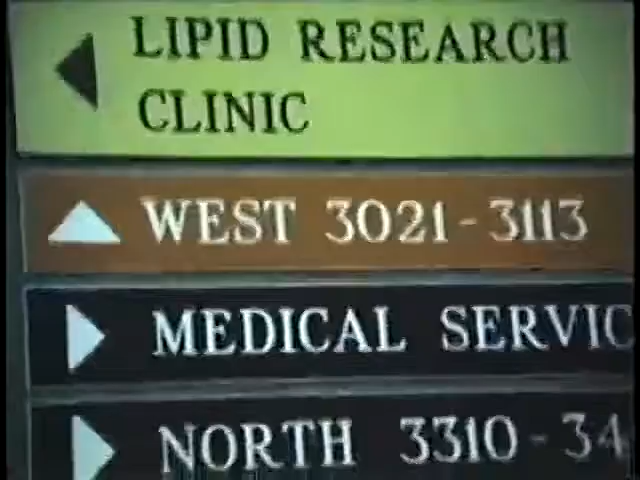 LIPID RESEARCH
CLINIC
WEST 3021-3113
MEDICAL SERVIC
NORTH 3310-34